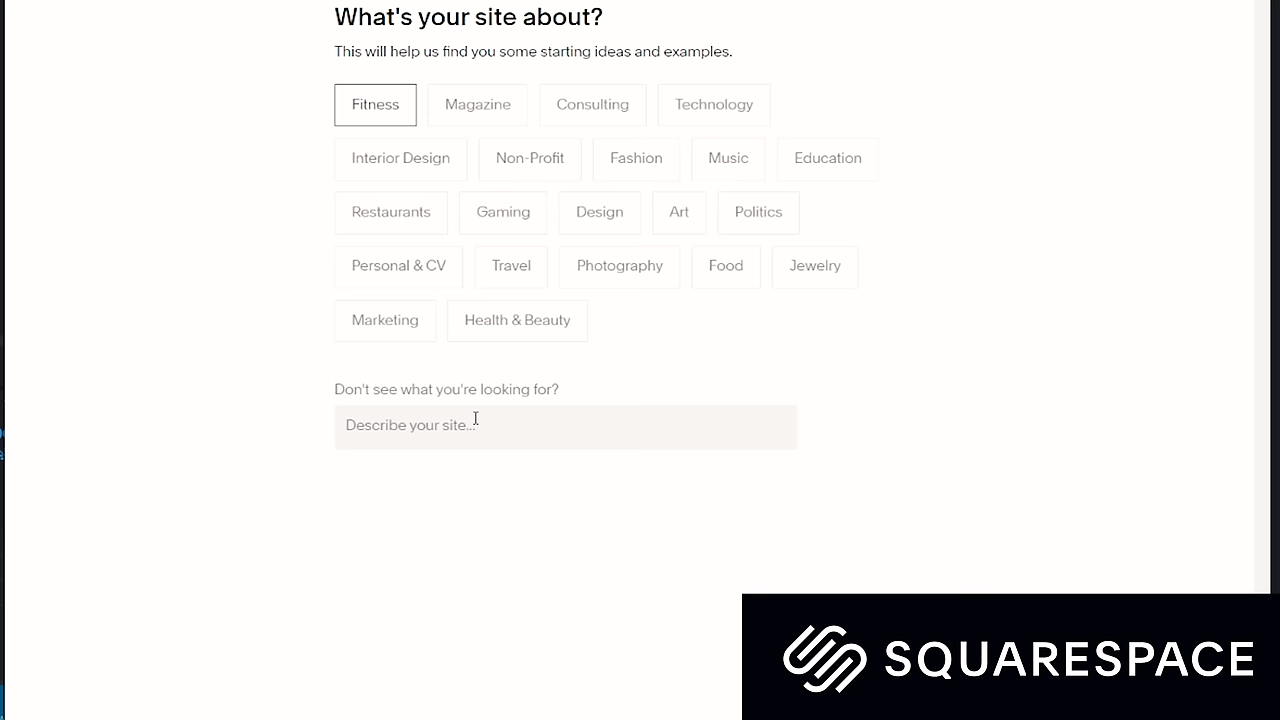 What's your site about?
This will help us find you some starting ideas and examples.
Fitness Magazine Consulting Technology
Interior Design Non-Profit Fashion Music Education
Restaurants Gaming Design Art Politics
Personal & CV Travel Photography Food Jewelry
Marketing Health & Beauty
Don't see what you're looking for?
Describe your site...
SQUARESPACE